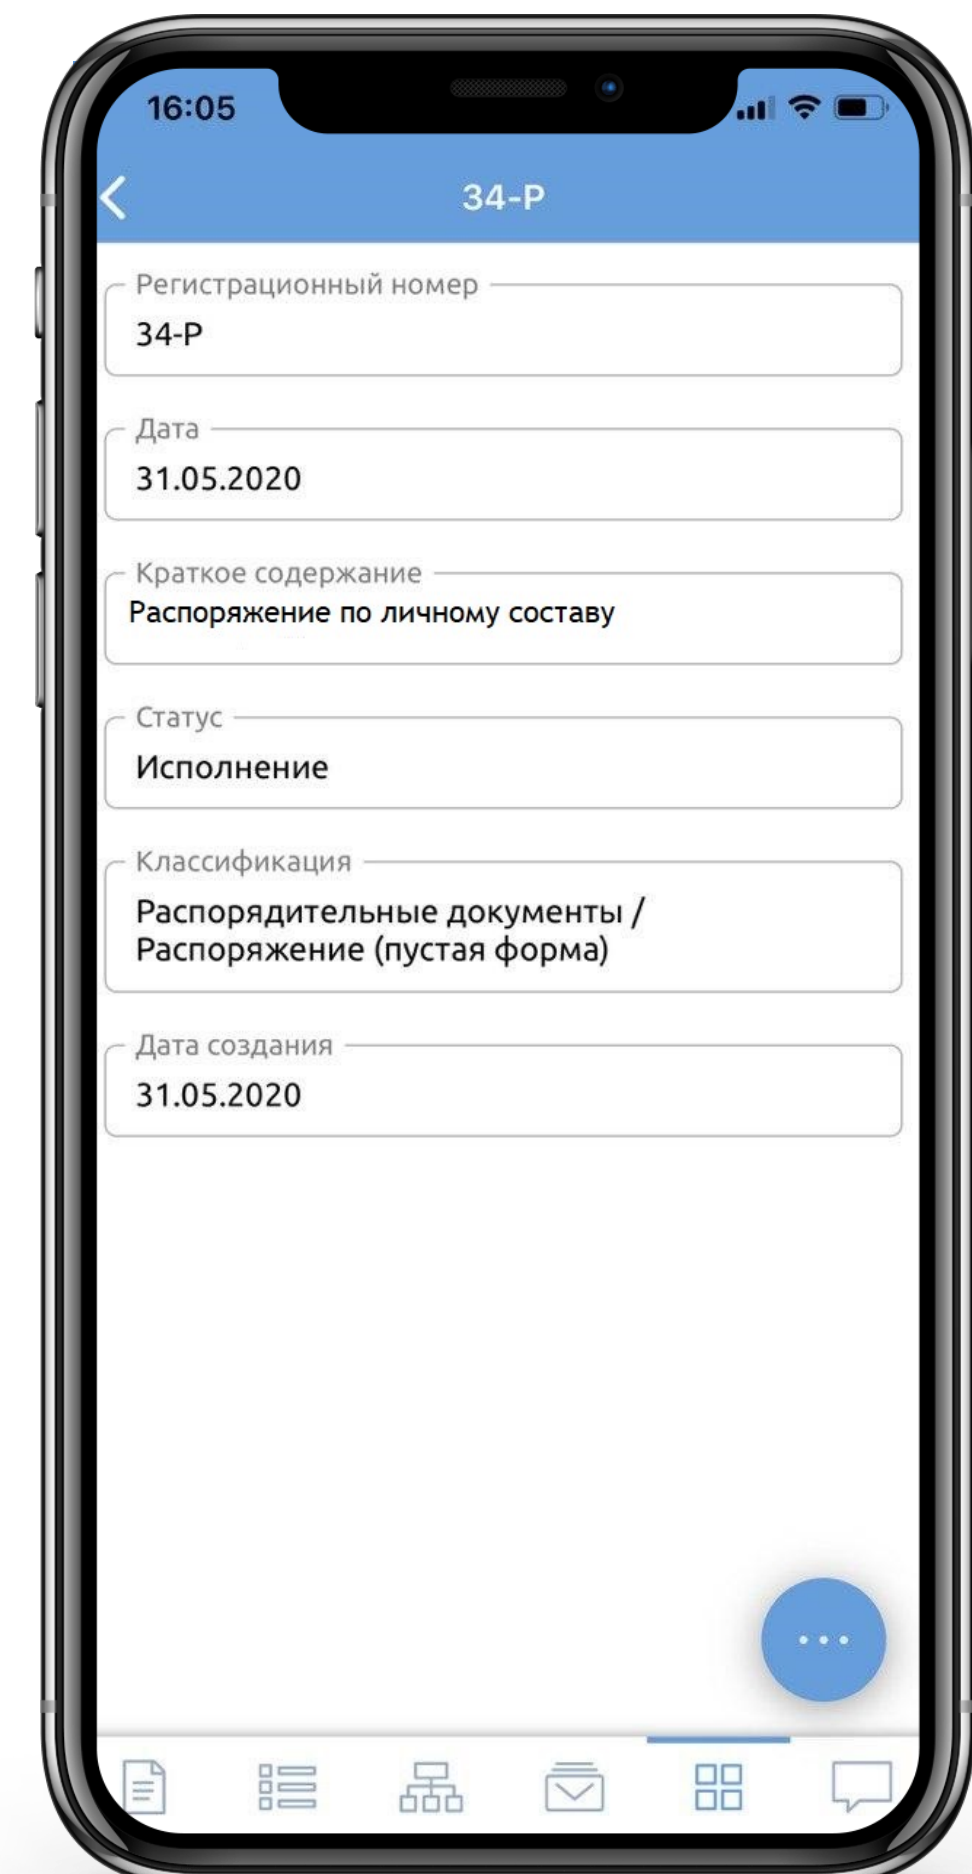 16:05
34-Р
Регистрационный номер
34-Р
Дата
31.05.2020
Краткое содержание
Распоряжение по личному составу
Статус
Исполнение
Классификация
Распорядительные документы /
Распоряжение (пустая форма)
Дата создания
31.05.2020